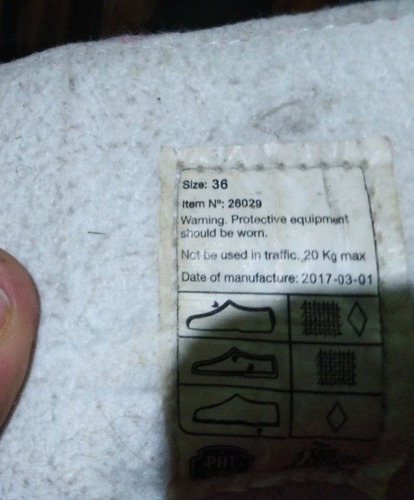 Size: 36
Item Nº: 26029
Warning. Protective equipment
should be worn.
Not be used in traffic. 20 Kg max
Date of manufacture: 2017-03-01